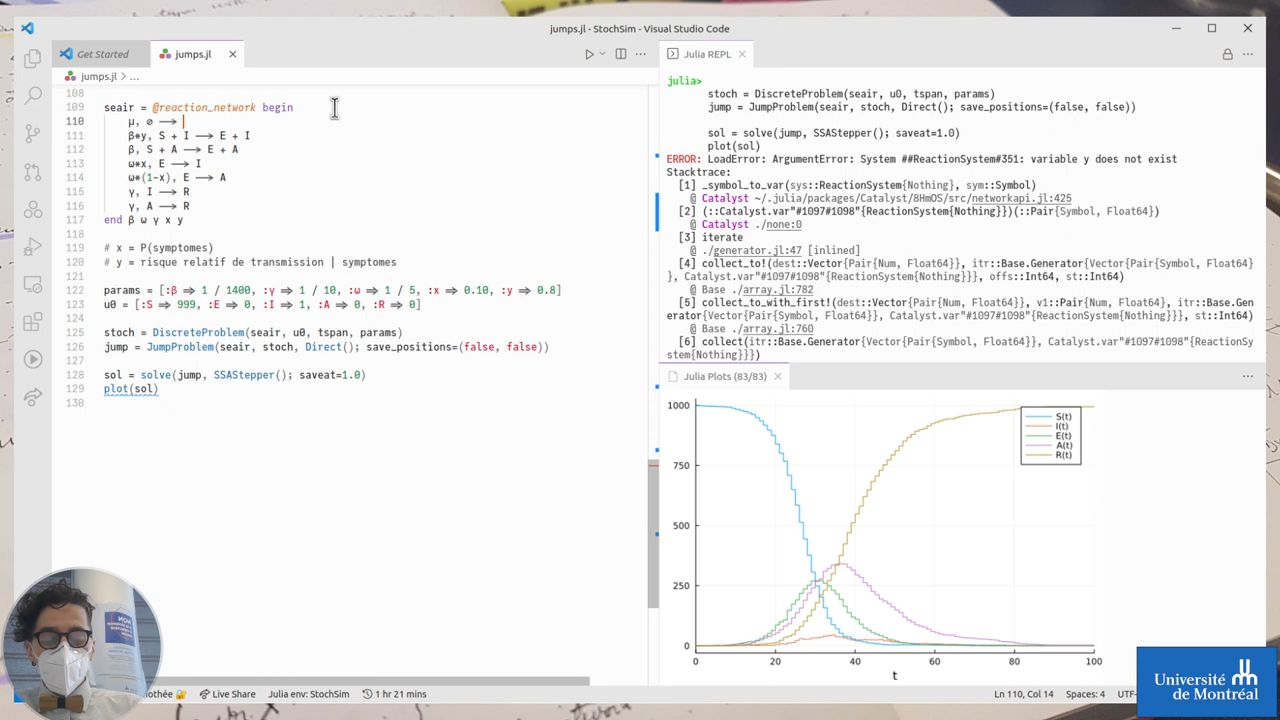 jumps.jl - StochSim - Visual Studio Code
Get Started
jumps.jl
jumps.jl > ...
108
109 seair = @reaction_network begin
110 μ, ∅ ⟶
111 β*y, S + I ⟶ E + I
112 β, S + A ⟶ E + A
113 ω*x, E ⟶ I
114 ω*(1-x), E ⟶ A
115 γ, I ⟶ R
116 γ, A ⟶ R
117 end β ω γ x y
118
119 # x = P(symptomes)
120 # y = risque relatif de transmission | symptomes
121
122 params = [:β => 1 / 1400, :γ => 1 / 10, :ω => 1 / 5, :x => 0.10, :y => 0.8]
123 u0 = [:S => 999, :E => 0, :I => 1, :A => 0, :R => 0]
124
125 stoch = DiscreteProblem(seair, u0, tspan, params)
126 jump = JumpProblem(seair, stoch, Direct(); save_positions=(false, false))
127
128 sol = solve(jump, SSAStepper(); saveat=1.0)
129 plot(sol)
130
Julia REPL
julia>
stoch = DiscreteProblem(seair, u0, tspan, params)
jump = JumpProblem(seair, stoch, Direct(); save_positions=(false, false))
sol = solve(jump, SSAStepper(); saveat=1.0)
plot(sol)
ERROR: LoadError: ArgumentError: System ##ReactionSystem#351: variable y does not exist
Stacktrace:
[1] _symbol_to_var(sys::ReactionSystem{Nothing}, sym::Symbol)
@ Catalyst ~/.julia/packages/Catalyst/8HmOS/src/networkapi.jl:425
[2] (::Catalyst.var"#1097#1098"{ReactionSystem{Nothing}})(::Pair{Symbol, Float64})
@ Catalyst ./none:0
[3] iterate
@ ./generator.jl:47 [inlined]
[4] collect_to!(dest::Vector{Pair{Num, Float64}}, itr::Base.Generator{Vector{Pair{Symbol, Float64}
}, Catalyst.var"#1097#1098"{ReactionSystem{Nothing}}}, offs::Int64, st::Int64)
@ Base ./array.jl:782
[5] collect_to_with_first!(dest::Vector{Pair{Num, Float64}}, v1::Pair{Num, Float64}, itr::Base.Gen
erator{Vector{Pair{Symbol, Float64}}, Catalyst.var"#1097#1098"{ReactionSystem{Nothing}}}, st::Int64)
@ Base ./array.jl:760
[6] collect(itr::Base.Generator{Vector{Pair{Symbol, Float64}}, Catalyst.var"#1097#1098"{ReactionSy
stem{Nothing}}})
Julia Plots (83/83)
1000
750
500
250
0
0 20 40 60 80 100
t
S(t)
I(t)
E(t)
A(t)
R(t)
Live Share
Julia env: StochSim
1 hr 21 mins
Ln 110, Col 14
Spaces: 4
Université
de Montréal